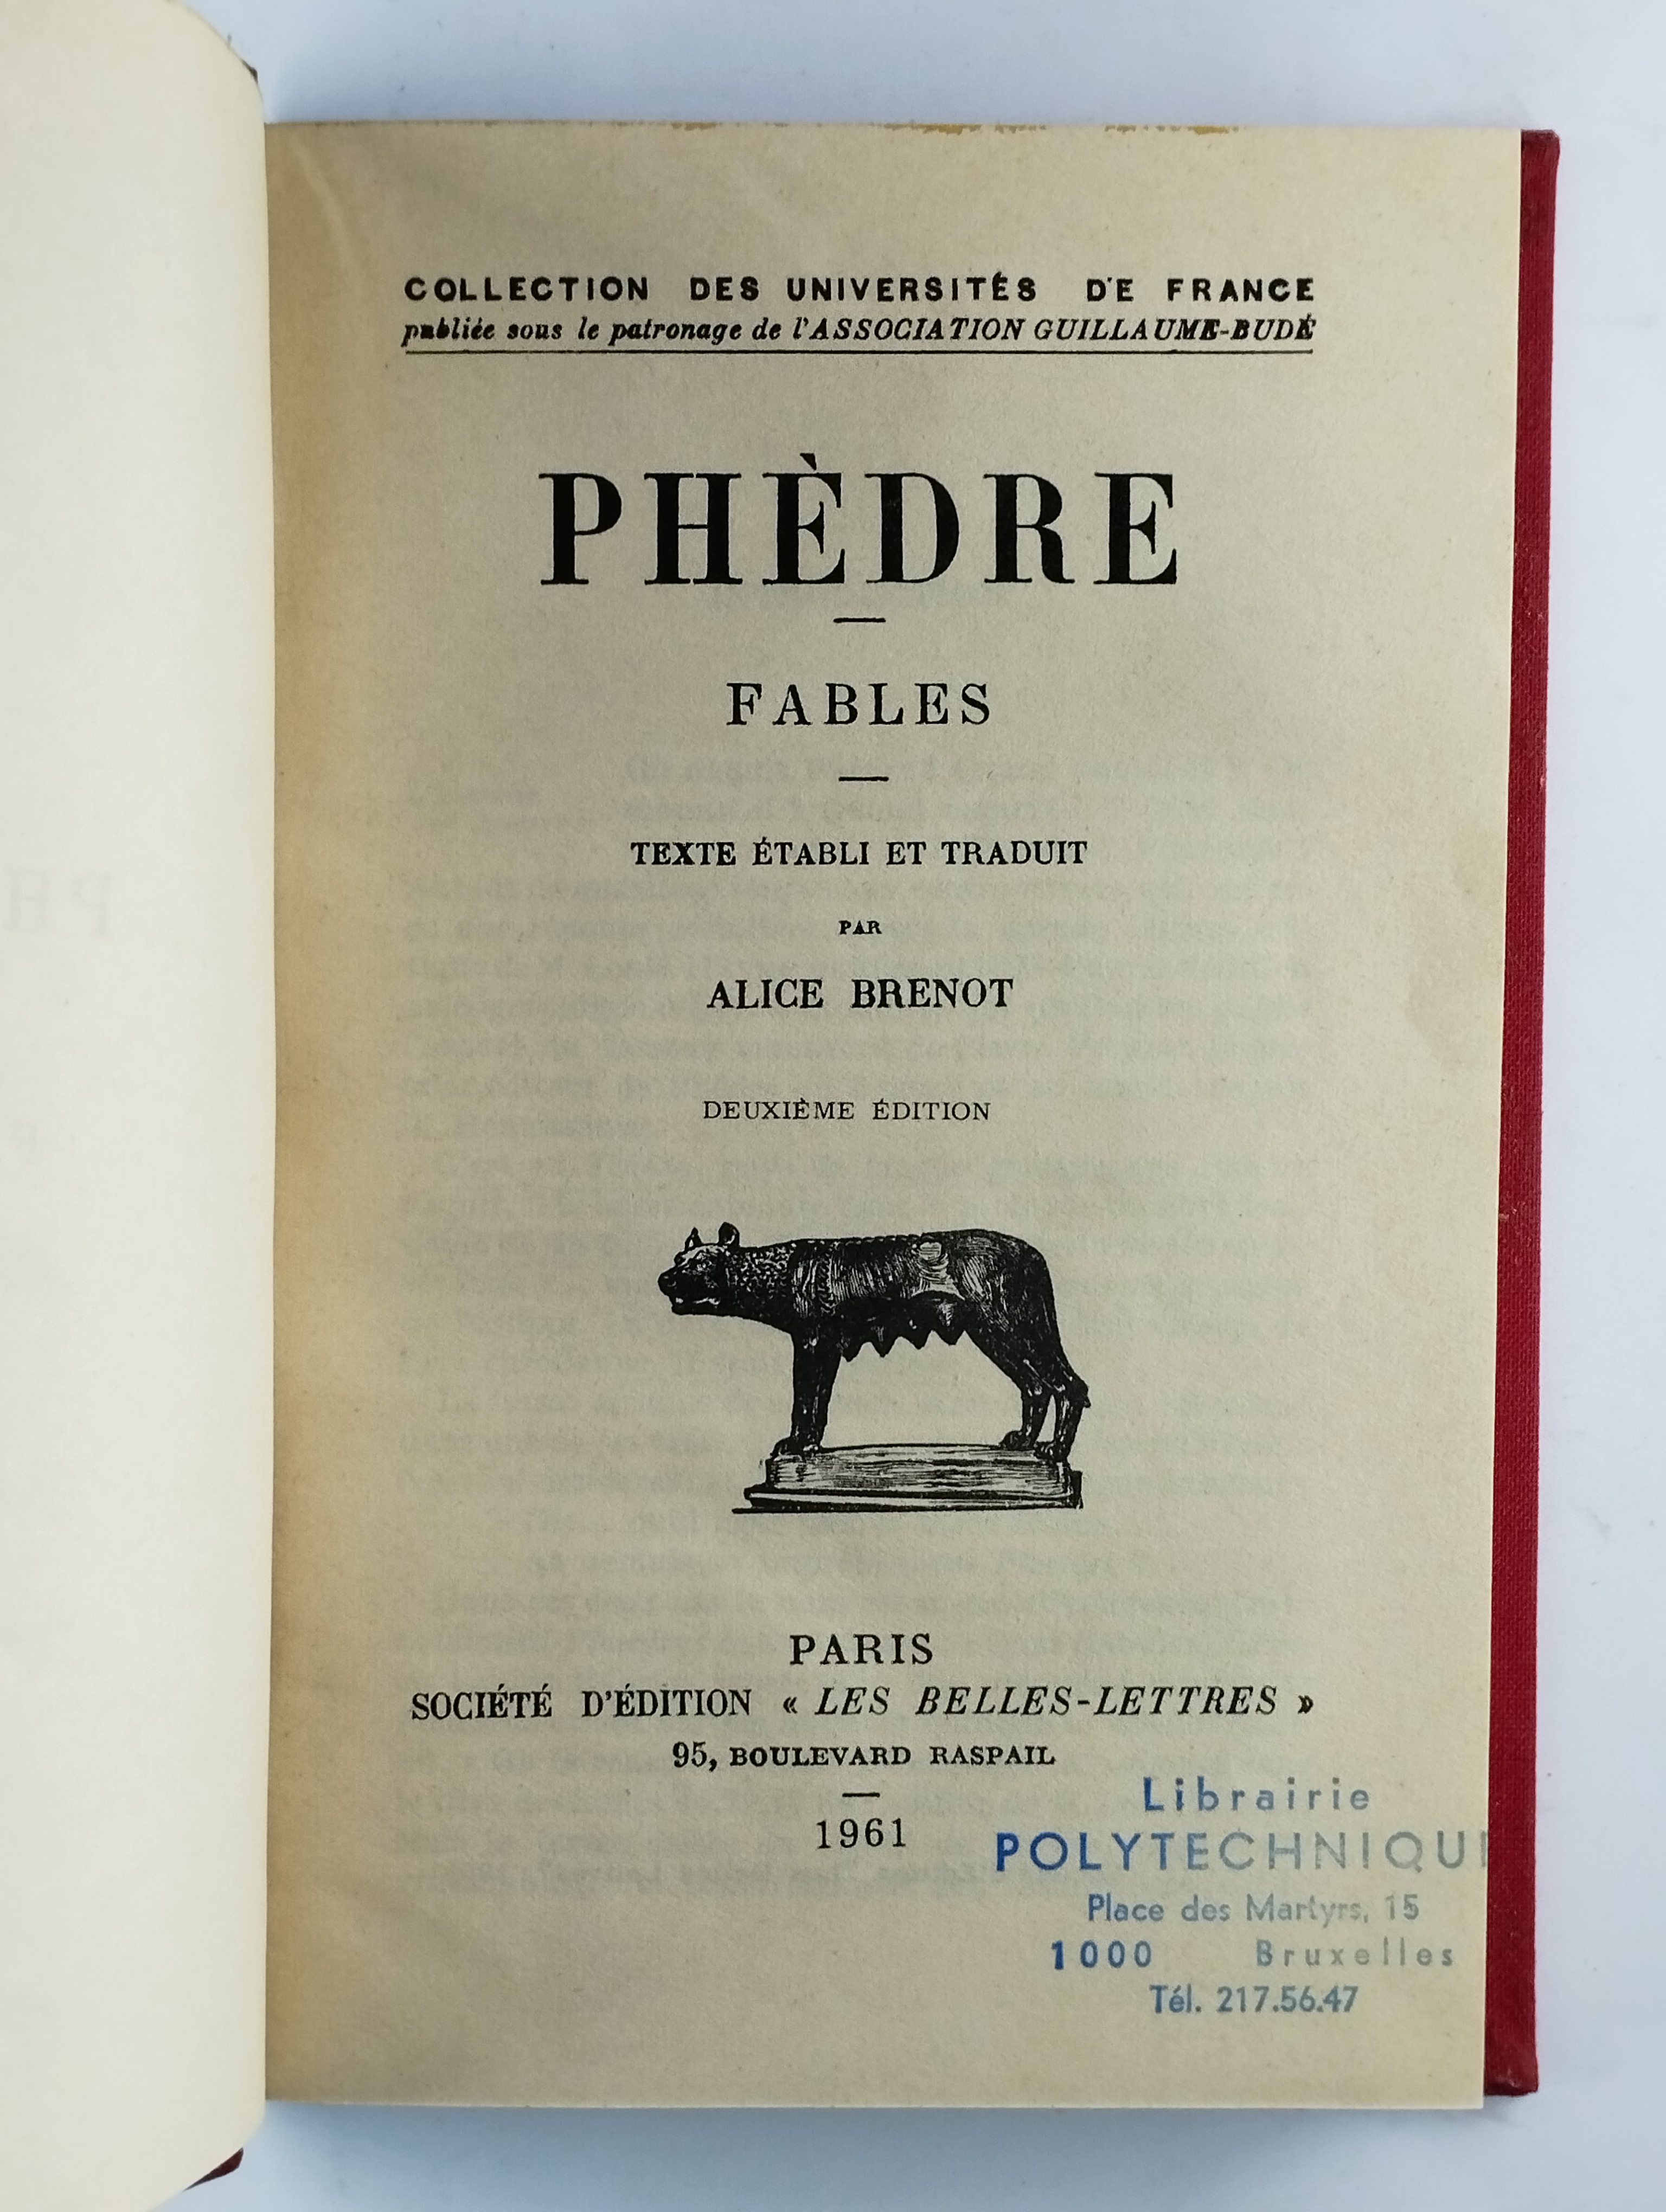 COLLECTION DES UNIVERSITÉS DE FRANCE
publiée sous le patronage de l'ASSOCIATION GUILLAUME-BUDÉ
PHÈDRE
FABLES
TEXTE ÉTABLI ET TRADUIT
PAR
ALICE BRENOT
DEUXIÈME ÉDITION
PARIS
SOCIÉTÉ D'ÉDITION « LES BELLES-LETTRES »
95, BOULEVARD RASPAIL
1961
Librairie
POLYTECHNIQU
Place des Martyrs, 15
1000 Bruxelles
Tél. 217.56.47